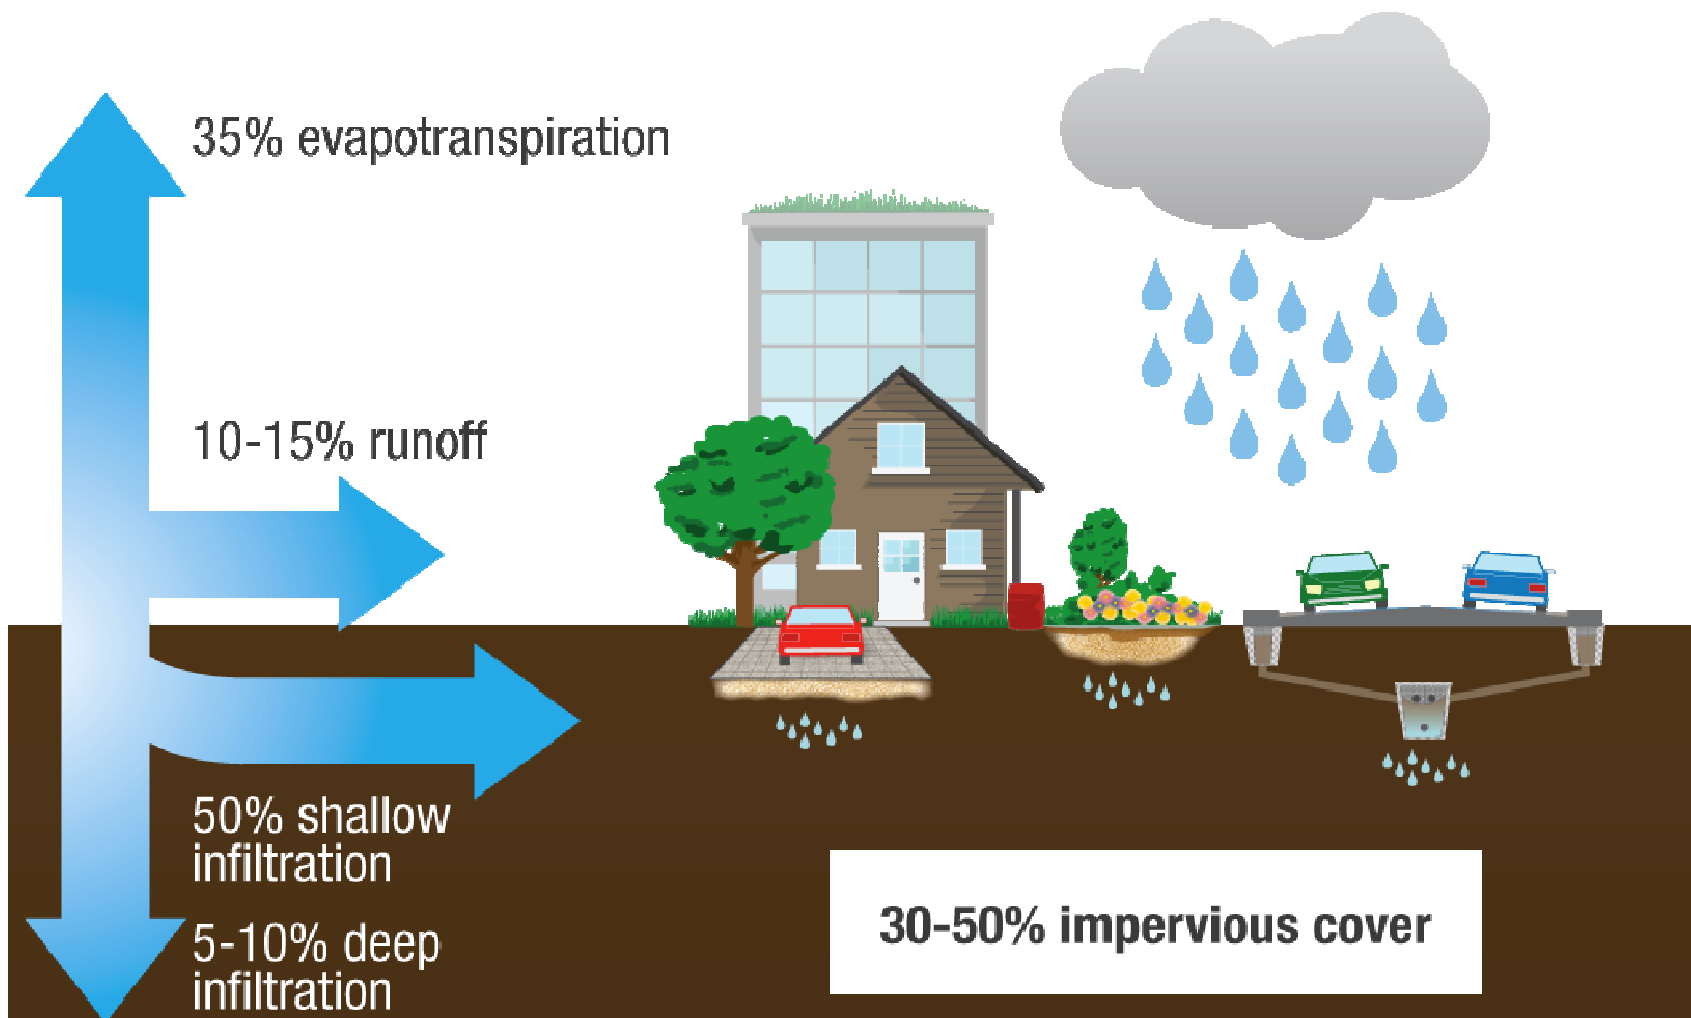 35% evapotranspiration
10-15% runoff
50% shallow
infiltration
5-10% deep
infiltration
30-50% impervious cover